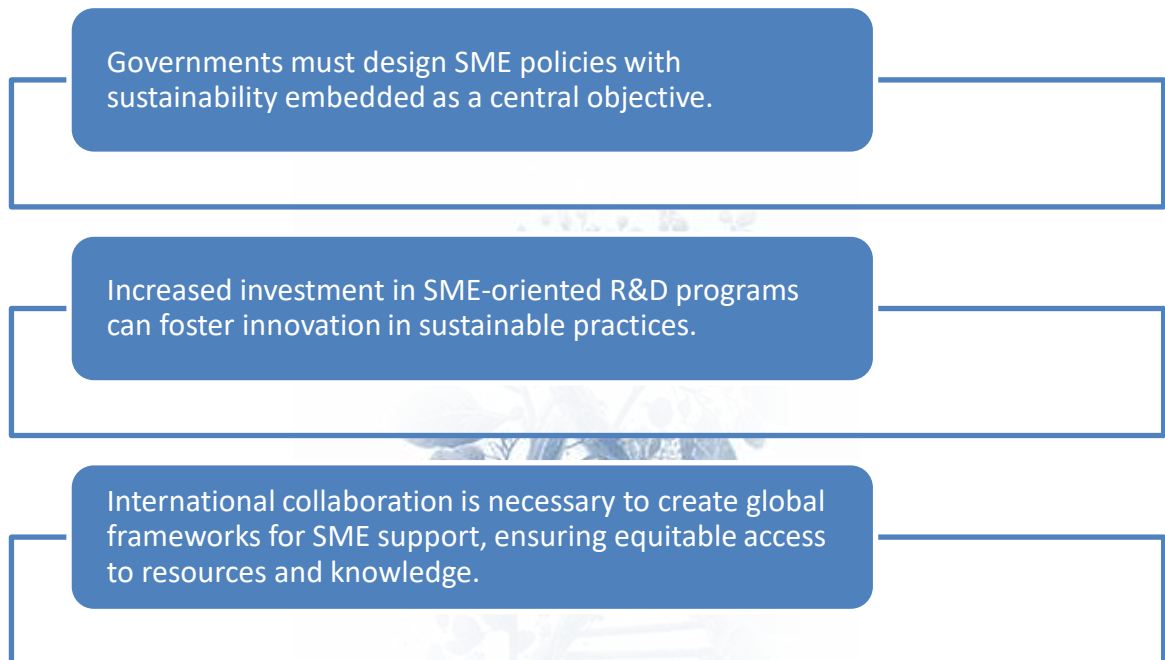 Governments must design SME policies with
sustainability embedded as a central objective.
Increased investment in SME-oriented R&D programs
can foster innovation in sustainable practices.
International collaboration is necessary to create global
frameworks for SME support, ensuring equitable access
to resources and knowledge.